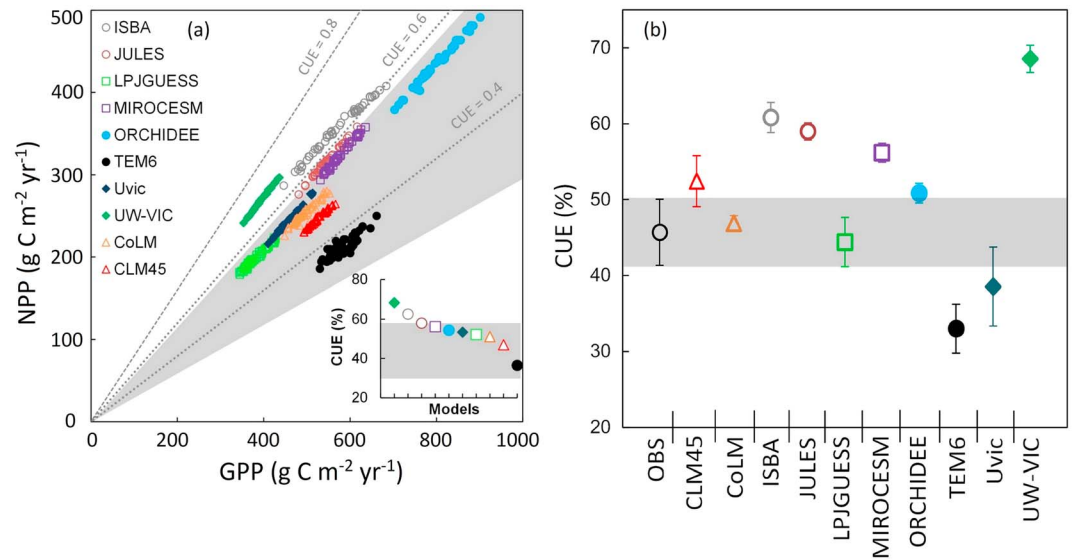 (a)
ISBA
JULES
LPJGUESS
MIROCESM
ORCHIDEE
TEM6
Uvic
UW-VIC
CoLM
CLM45
CUE = 0.8
CUE = 0.6
CUE = 0.4
NPP (g C m⁻² yr⁻¹)
500
400
300
200
100
0
0 200 400 600 800 1000
GPP (g C m⁻² yr⁻¹)
CUE (%)
80
60
40
20
Models
(b)
CUE (%)
70
60
50
40
30
20
OBS
CLM45
CoLM
ISBA
JULES
LPJGUESS
MIROCESM
ORCHIDEE
TEM6
Uvic
UW-VIC